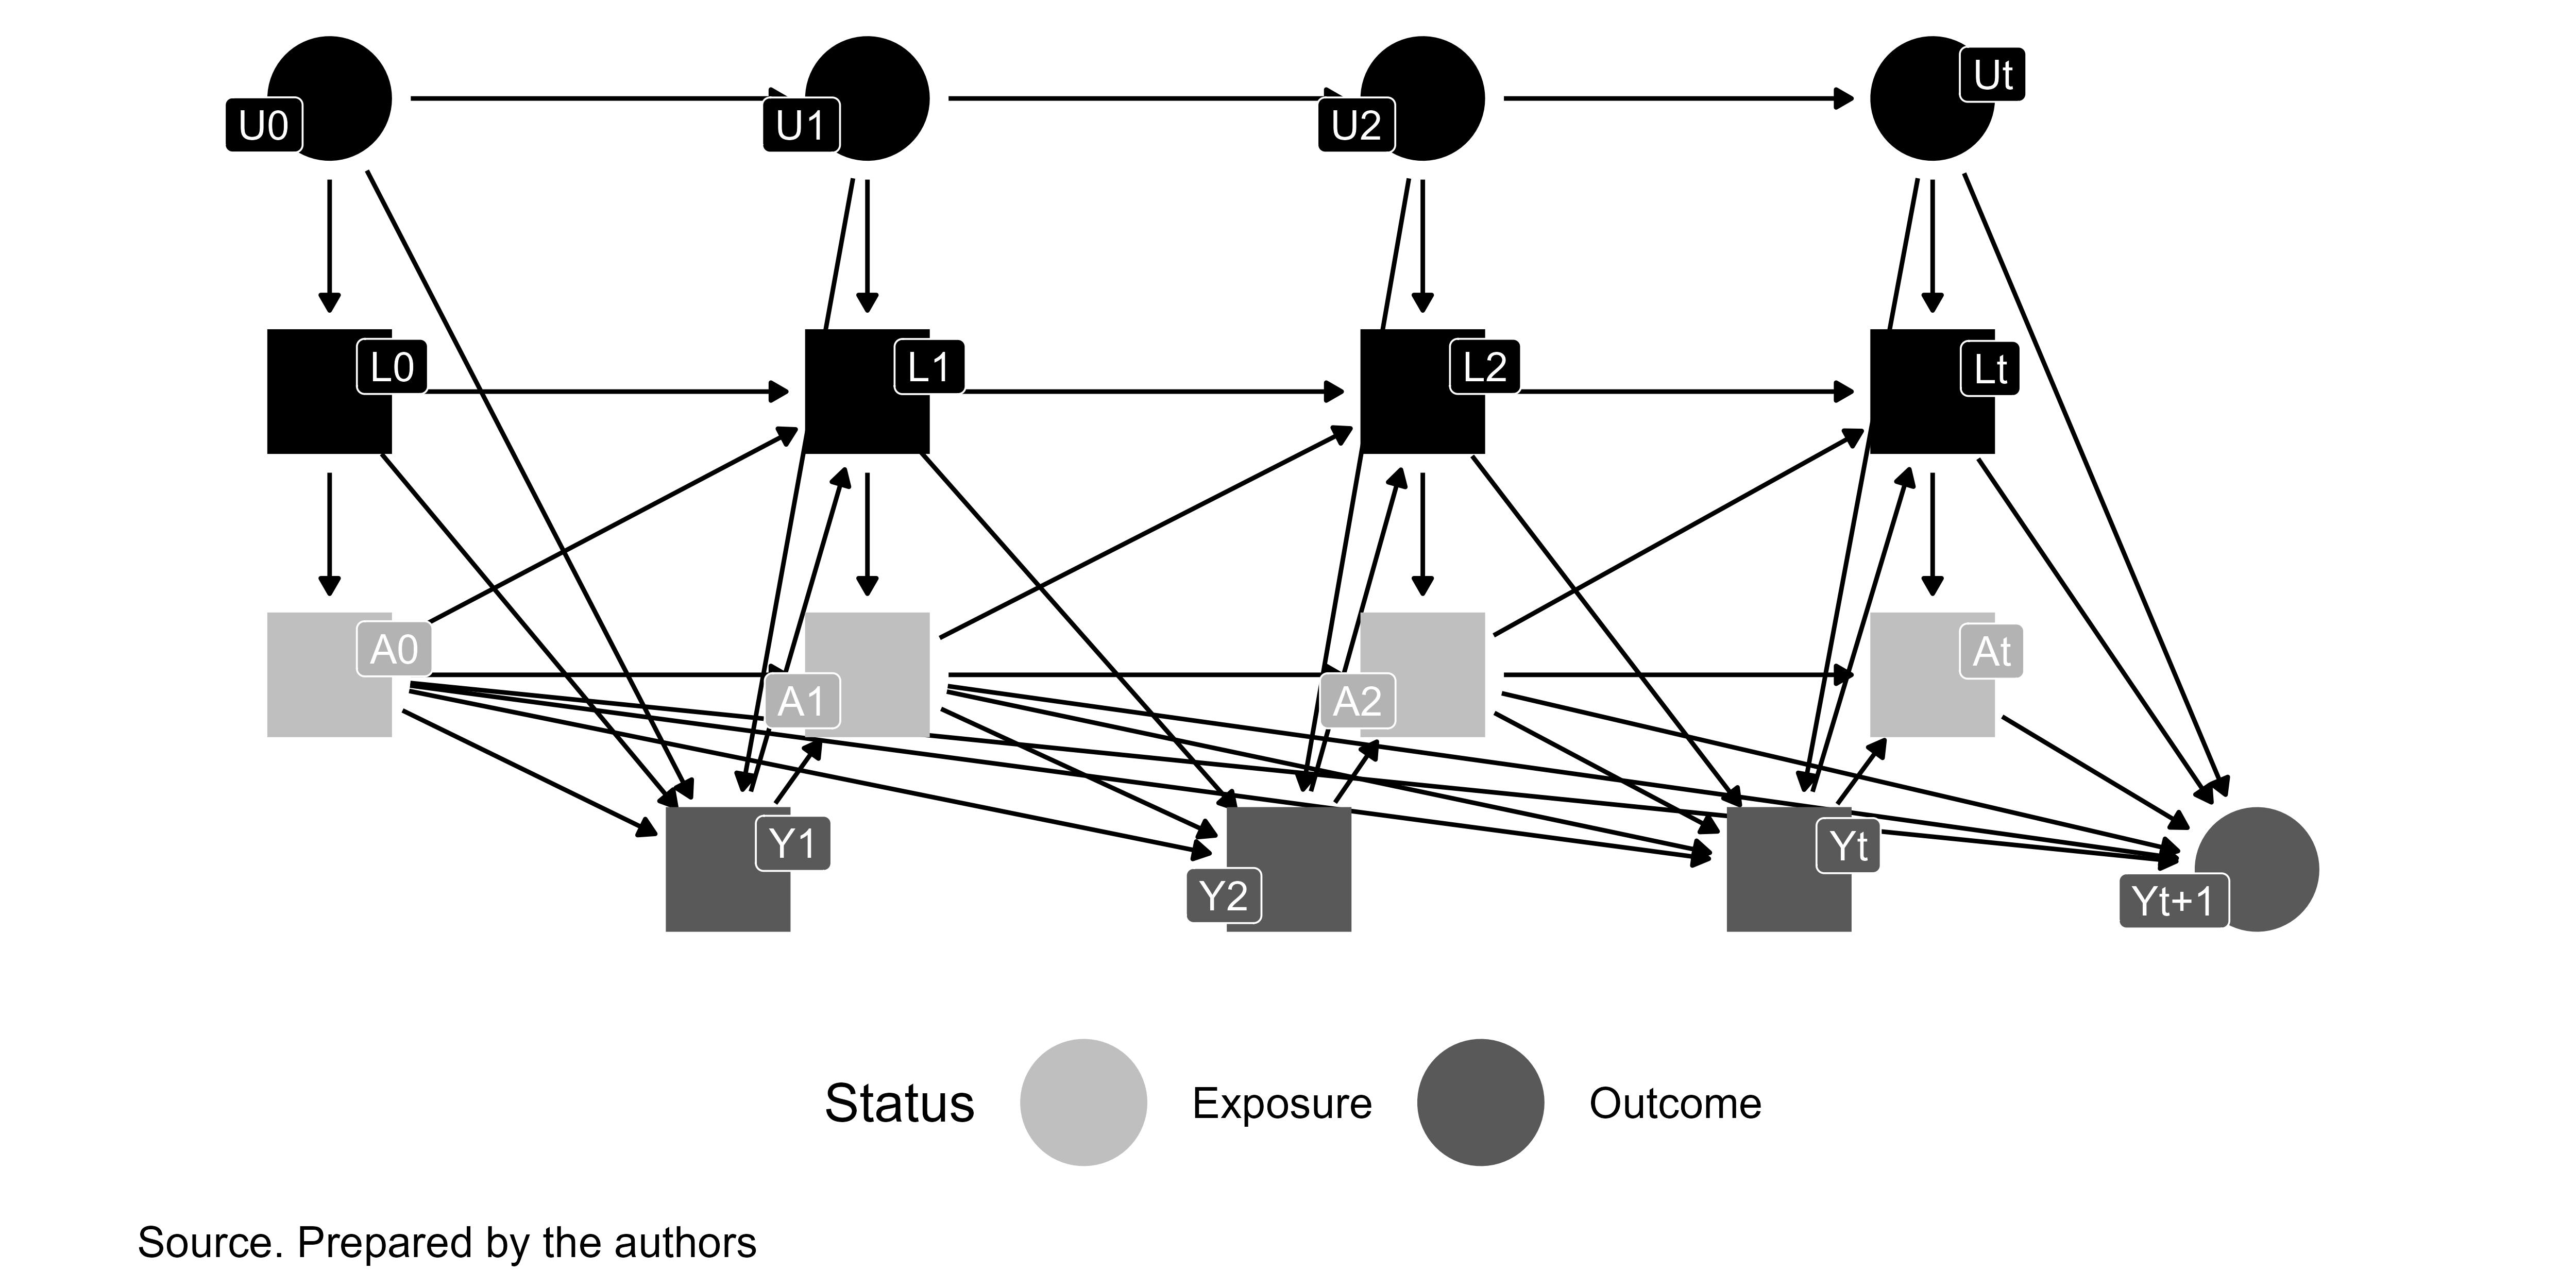 U0
U1
U2
Ut
L0
L1
L2
Lt
A0
A1
A2
At
Y1
Y2
Yt
Yt+1
Status
Exposure
Outcome
Source. Prepared by the authors